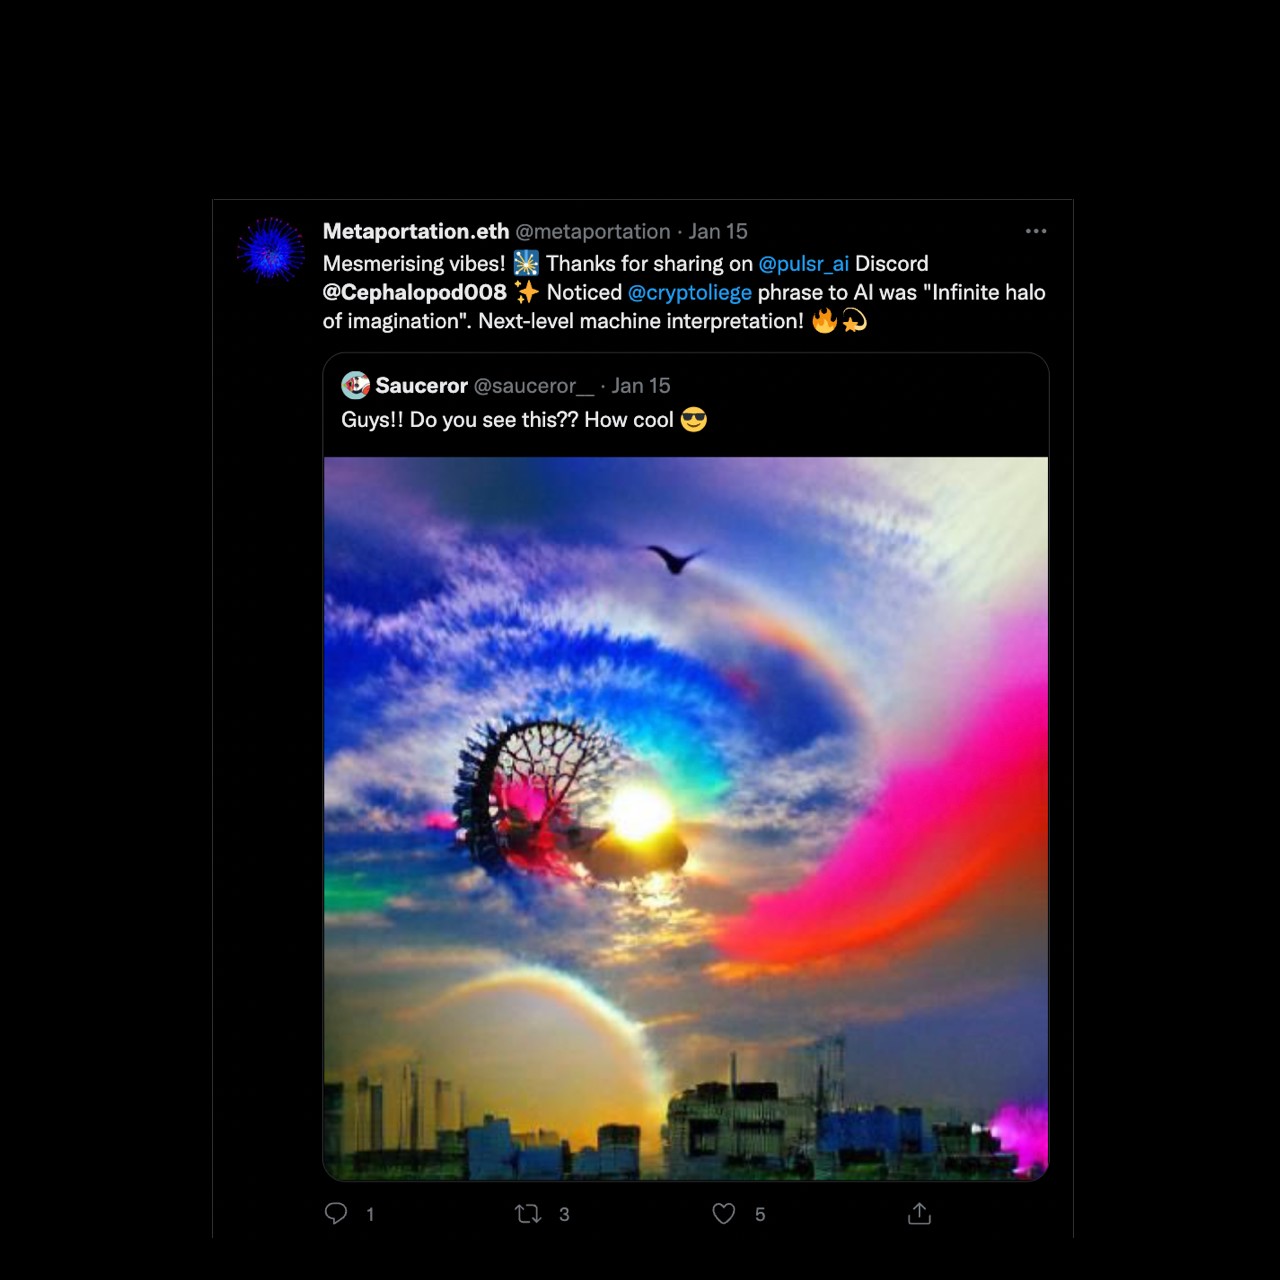 Metaportation.eth @metaportation · Jan 15
Mesmerising vibes! 🎇 Thanks for sharing on @pulsr_ai Discord
@Cephalopod008 ✨ Noticed @cryptoliege phrase to AI was "Infinite halo
of imagination". Next-level machine interpretation! 🔥💫
Sauceror @sauceror__ · Jan 15
Guys!! Do you see this?? How cool 😎
1 3 5